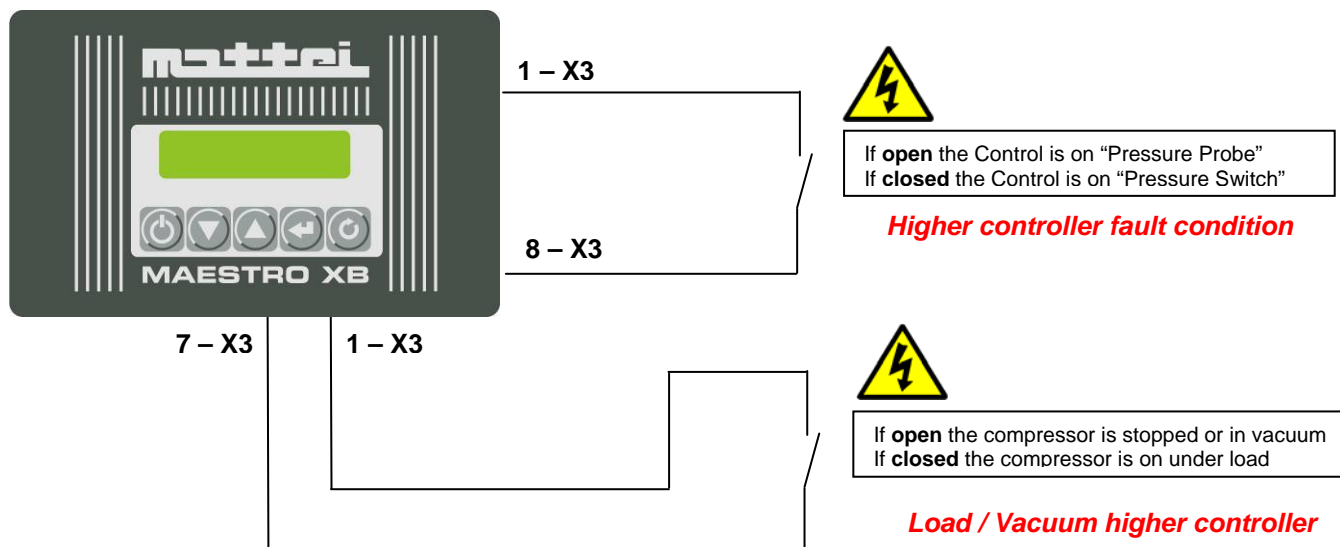 mattei
MAESTRO XB
1 – X3
8 – X3
If open the Control is on “Pressure Probe”
If closed the Control is on “Pressure Switch”
Higher controller fault condition
7 – X3
1 – X3
If open the compressor is stopped or in vacuum
If closed the compressor is on under load
Load / Vacuum higher controller